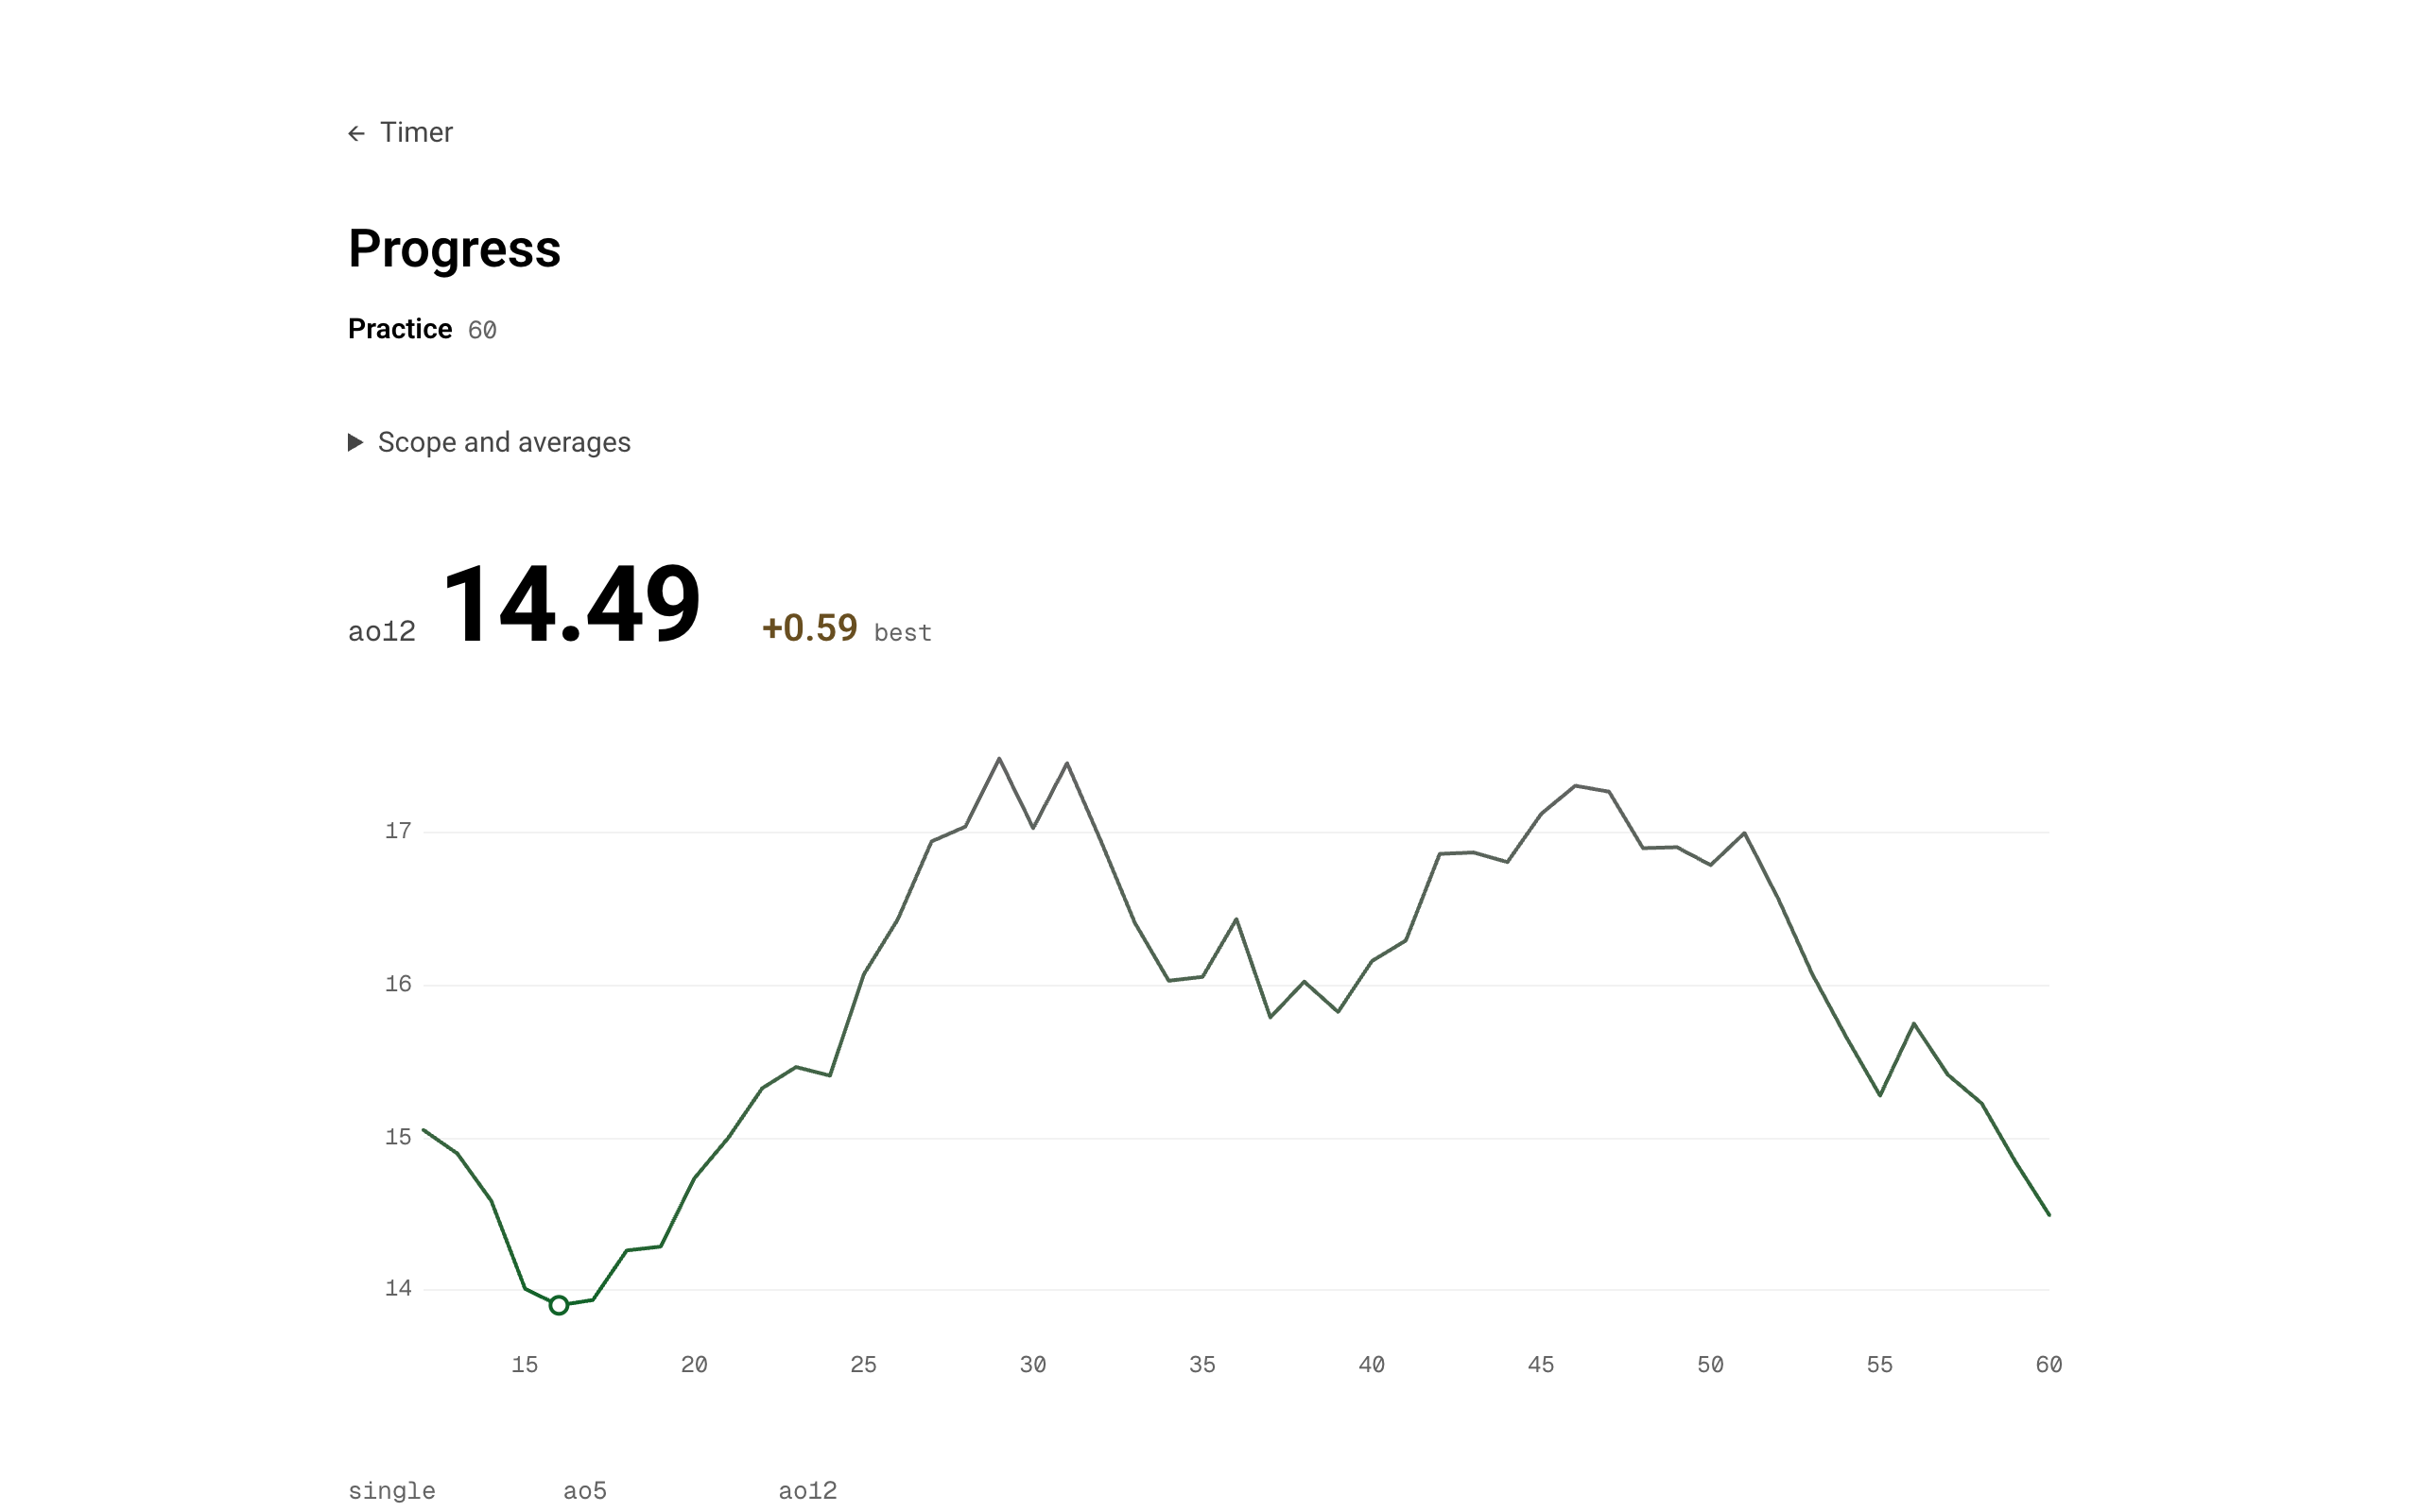 ← Timer
Progress
Practice 60
▶ Scope and averages
ao12 14.49 +0.59 best
17
16
15
14
15 20 25 30 35 40 45 50 55 60
single ao5 ao12